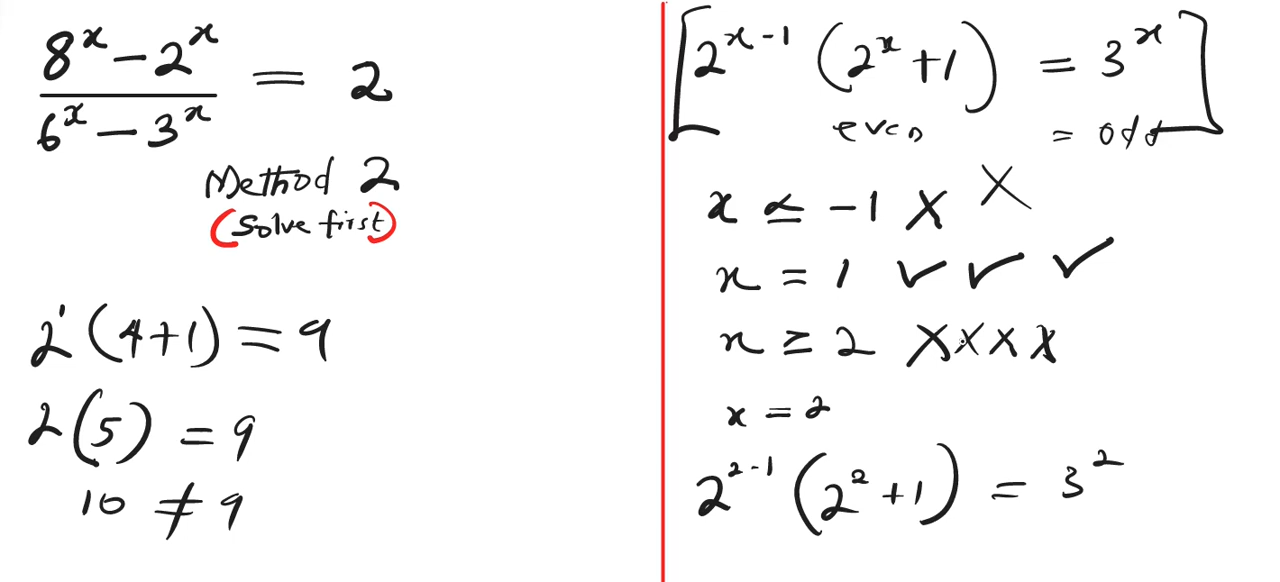 8^x - 2^x / 6^x - 3^x = 2
Method 2
(Solve first)
2^1 (4+1) = 9
2(5) = 9
10 ≠ 9
[2^(x-1) (2^x + 1) = 3^x]
even = odd
x ≤ -1 X X
x = 1 ✓ ✓ ✓
x ≥ 2 X X X X
x = 2
2^(2-1) (2^2 + 1) = 3^2